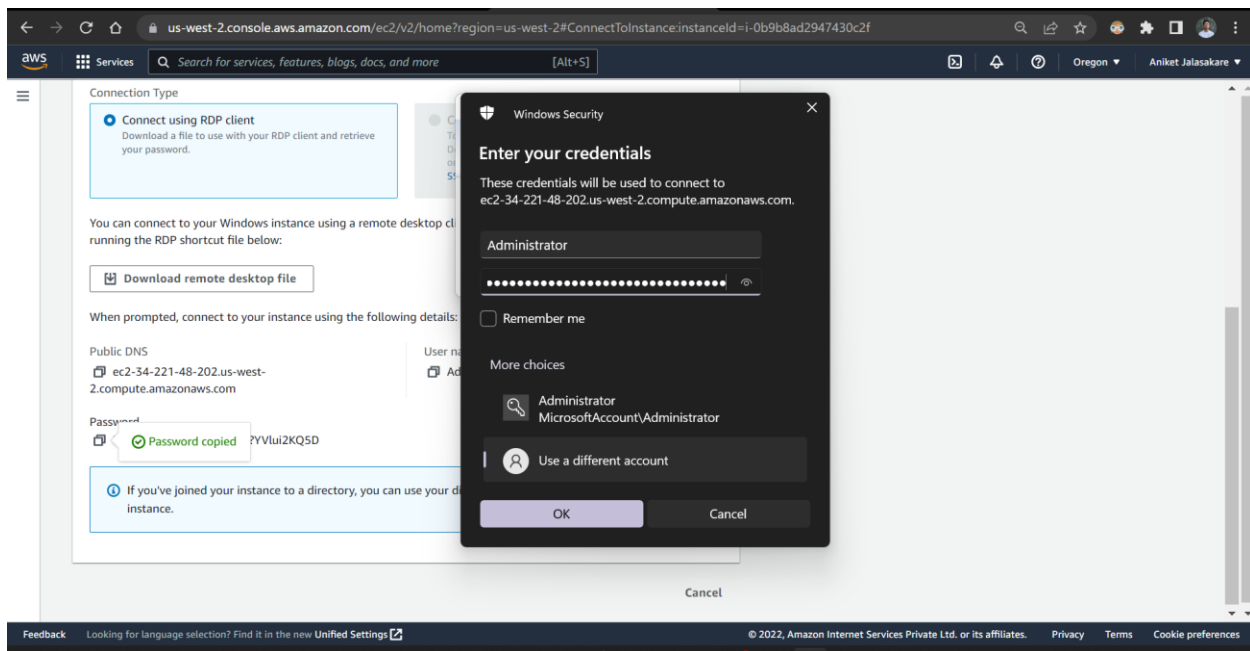 us-west-2.console.aws.amazon.com/ec2/v2/home?region=us-west-2#ConnectToInstance:instanceId=i-0b9b8ad2947430c2f
aws
Services
Search for services, features, blogs, docs, and more
[Alt+S]
Oregon
Aniket Jalasakare
Connection Type
Connect using RDP client
Download a file to use with your RDP client and retrieve
your password.
You can connect to your Windows instance using a remote desktop cl
running the RDP shortcut file below:
Download remote desktop file
When prompted, connect to your instance using the following details:
Public DNS
ec2-34-221-48-202.us-west-
2.compute.amazonaws.com
User na
Ad
Password
Password copied
?YVlui2KQ5D
If you've joined your instance to a directory, you can use your di
instance.
Cancel
Windows Security
Enter your credentials
These credentials will be used to connect to
ec2-34-221-48-202.us-west-2.compute.amazonaws.com.
Administrator
Remember me
More choices
Administrator
MicrosoftAccount\Administrator
Use a different account
OK
Cancel
Feedback
Looking for language selection? Find it in the new Unified Settings
© 2022, Amazon Internet Services Private Ltd. or its affiliates.
Privacy
Terms
Cookie preferences